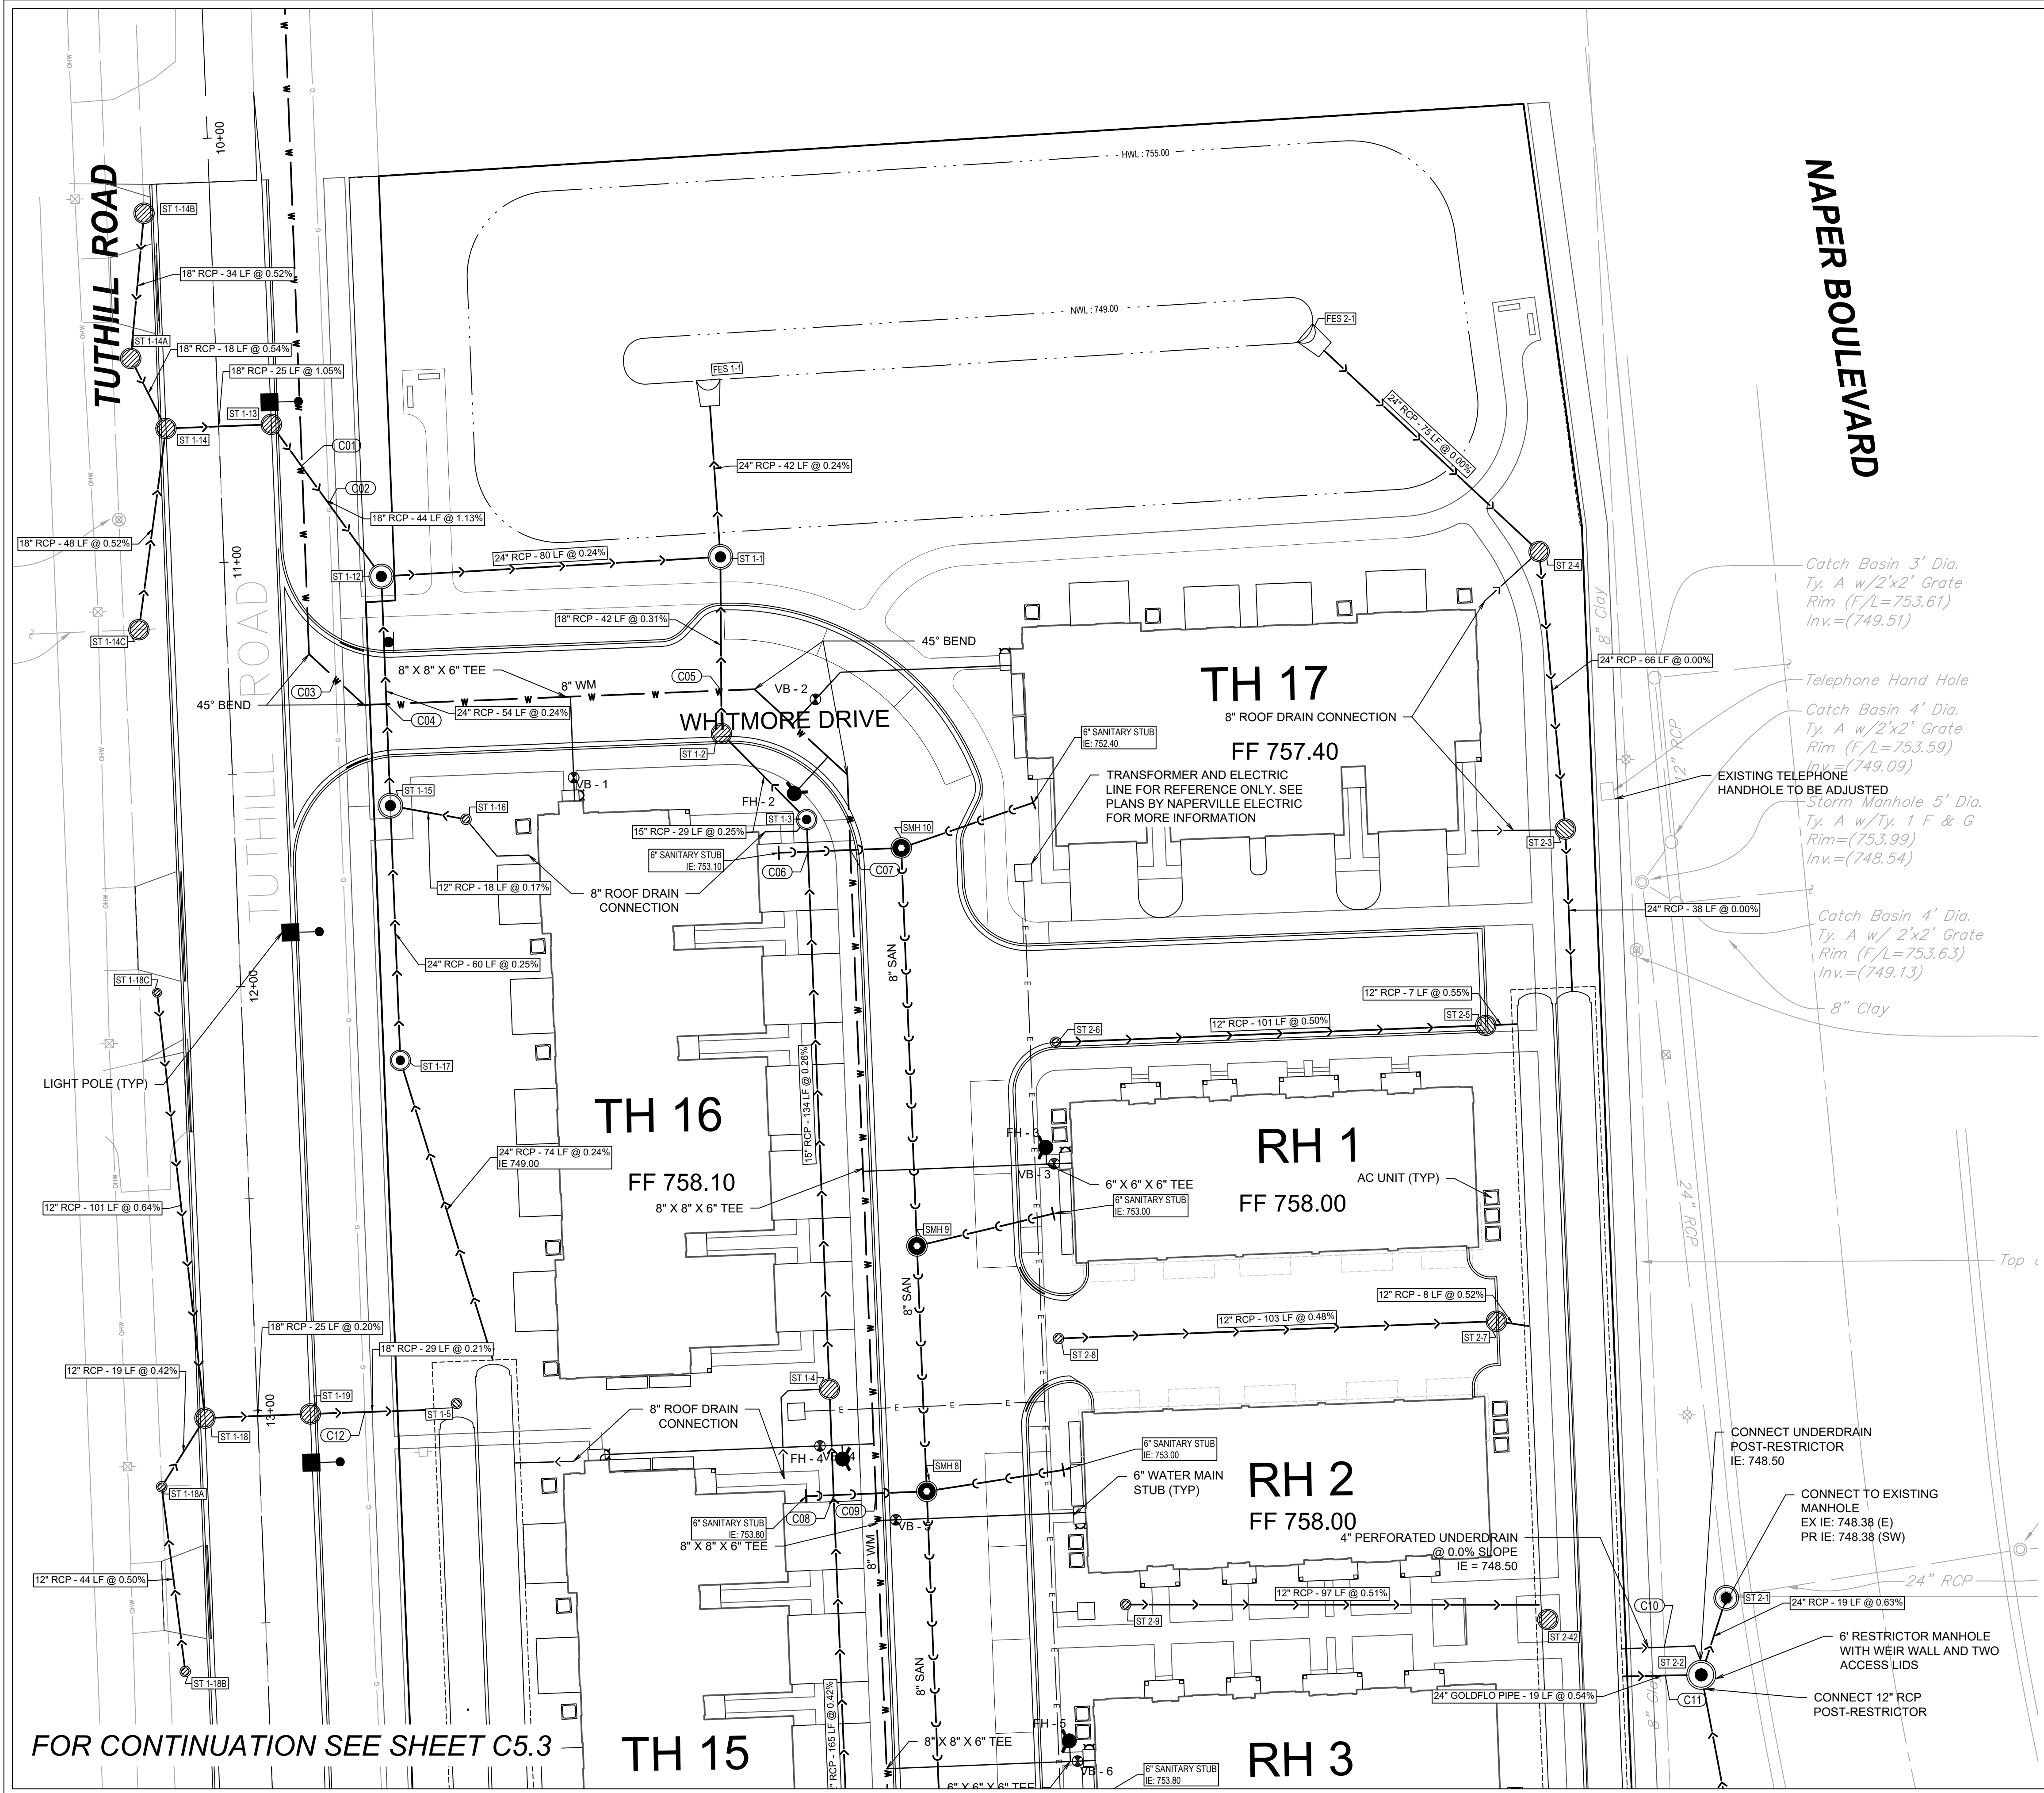 TUTHILL ROAD
10+00
OHW
G
W
ST 1-14B
18" RCP - 34 LF @ 0.52%
ST 1-14A
18" RCP - 18 LF @ 0.54%
18" RCP - 25 LF @ 1.05%
ST 1-13
ST 1-14
C01
C02
18" RCP - 44 LF @ 1.13%
18" RCP - 48 LF @ 0.52%
11+00
ST 1-12
ST 1-14C
TUTHILL ROAD
HWL : 755.00
NWL : 749.00
FES 1-1
FES 2-1
24" RCP - 42 LF @ 0.24%
24" RCP - 75 LF @ 0.00%
24" RCP - 80 LF @ 0.24%
ST 1-1
18" RCP - 42 LF @ 0.31%
45° BEND
8" X 8" X 6" TEE
8" WM
C05
VB - 2
C03
45° BEND
C04
24" RCP - 54 LF @ 0.24%
WHITMORE DRIVE
ST 1-2
NAPER BOULEVARD
ST 2-4
8" Clay
Catch Basin 3' Dia.
Ty. A w/2'x2' Grate
Rim (F/L=753.61)
Inv.=(749.51)
24" RCP - 66 LF @ 0.00%
Telephone Hand Hole
Catch Basin 4' Dia.
Ty. A w/2'x2' Grate
Rim (F/L=753.59)
Inv.=(749.09)
12" RCP
EXISTING TELEPHONE
HANDHOLE TO BE ADJUSTED
Storm Manhole 5' Dia.
Ty. A w/Ty. 1 F & G
Rim=(753.99)
Inv.=(748.54)
Catch Basin 4' Dia.
Ty. A w/ 2'x2' Grate
Rim (F/L=753.63)
Inv.=(749.13)
8" Clay
TH 17
8" ROOF DRAIN CONNECTION
FF 757.40
6" SANITARY STUB
IE: 752.40
TRANSFORMER AND ELECTRIC
LINE FOR REFERENCE ONLY. SEE
PLANS BY NAPERVILLE ELECTRIC
FOR MORE INFORMATION
ST 2-3
24" RCP - 38 LF @ 0.00%
VB - 1
FH - 2
ST 1-15
ST 1-16
ST 1-3
15" RCP - 29 LF @ 0.25%
SMH 10
6" SANITARY STUB
IE: 753.10
C06
C07
12" RCP - 18 LF @ 0.17%
8" ROOF DRAIN
CONNECTION
24" RCP - 60 LF @ 0.25%
8" SAN
ST 1-18C
12+00
E
12" RCP - 7 LF @ 0.55%
ST 2-5
12" RCP - 101 LF @ 0.50%
ST 2-6
ST 1-17
LIGHT POLE (TYP)
15" RCP - 134 LF @ 0.26%
TH 16
24" RCP - 74 LF @ 0.24%
IE 749.00
FF 758.10
8" X 8" X 6" TEE
FH - 3
VB - 3
RH 1
AC UNIT (TYP)
6" X 6" X 6" TEE
FF 758.00
6" SANITARY STUB
IE: 753.00
12" RCP - 101 LF @ 0.64%
SMH 9
24" RCP
Top
8" SAN
12" RCP - 8 LF @ 0.52%
12" RCP - 103 LF @ 0.48%
ST 2-7
ST 2-8
18" RCP - 25 LF @ 0.20%
18" RCP - 29 LF @ 0.21%
12" RCP - 19 LF @ 0.42%
13+00
ST 1-19
ST 1-4
ST 1-5
ST 1-18
C12
8" ROOF DRAIN
CONNECTION
E
FH - 4
SMH 8
6" SANITARY STUB
IE: 753.00
6" WATER MAIN
STUB (TYP)
RH 2
FF 758.00
CONNECT UNDERDRAIN
POST-RESTRICTOR
IE: 748.50
CONNECT TO EXISTING
MANHOLE
EX IE: 748.38 (E)
PR IE: 748.38 (SW)
ST 1-18A
C08
C09
6" SANITARY STUB
IE: 753.80
8" X 8" X 6" TEE
4" PERFORATED UNDERDRAIN
@ 0.0% SLOPE
IE = 748.50
8" WM
12" RCP - 44 LF @ 0.50%
12" RCP - 97 LF @ 0.51%
24" RCP
ST 2-9
C10
ST 2-1
24" RCP - 19 LF @ 0.63%
ST 2-42
ST 2-2
6' RESTRICTOR MANHOLE
WITH WEIR WALL AND TWO
ACCESS LIDS
ST 1-18B
8" SAN
24" GOLDFLO PIPE - 19 LF @ 0.54%
C11
CONNECT 12" RCP
POST-RESTRICTOR
RCP - 165 LF @ 0.42%
FH - 5
FOR CONTINUATION SEE SHEET C5.3
TH 15
8" X 8" X 6" TEE
RH 3
VB - 6
6" SANITARY STUB
IE: 753.80
6" X 6" X 6" TEE